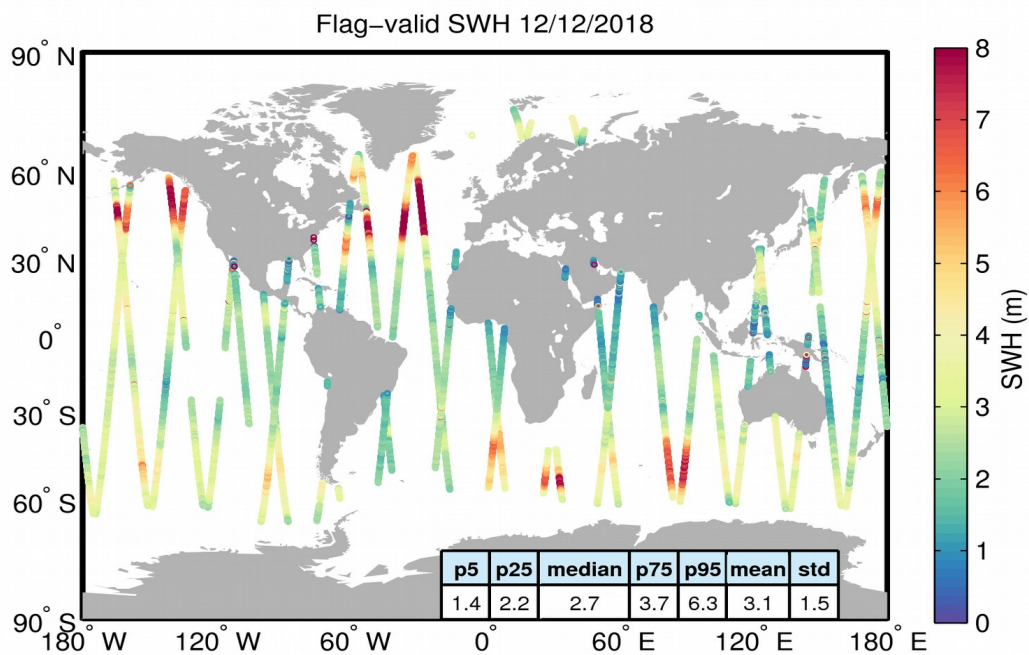 Flag−valid SWH 12/12/2018
90° N
60° N
30° N
0°
30° S
60° S
90° S
180° W
120° W
60° W
0°
60° E
120° E
180° E
p5 p25 median p75 p95 mean std
1.4 2.2 2.7 3.7 6.3 3.1 1.5
8
7
6
5
4
3
2
1
0
SWH (m)